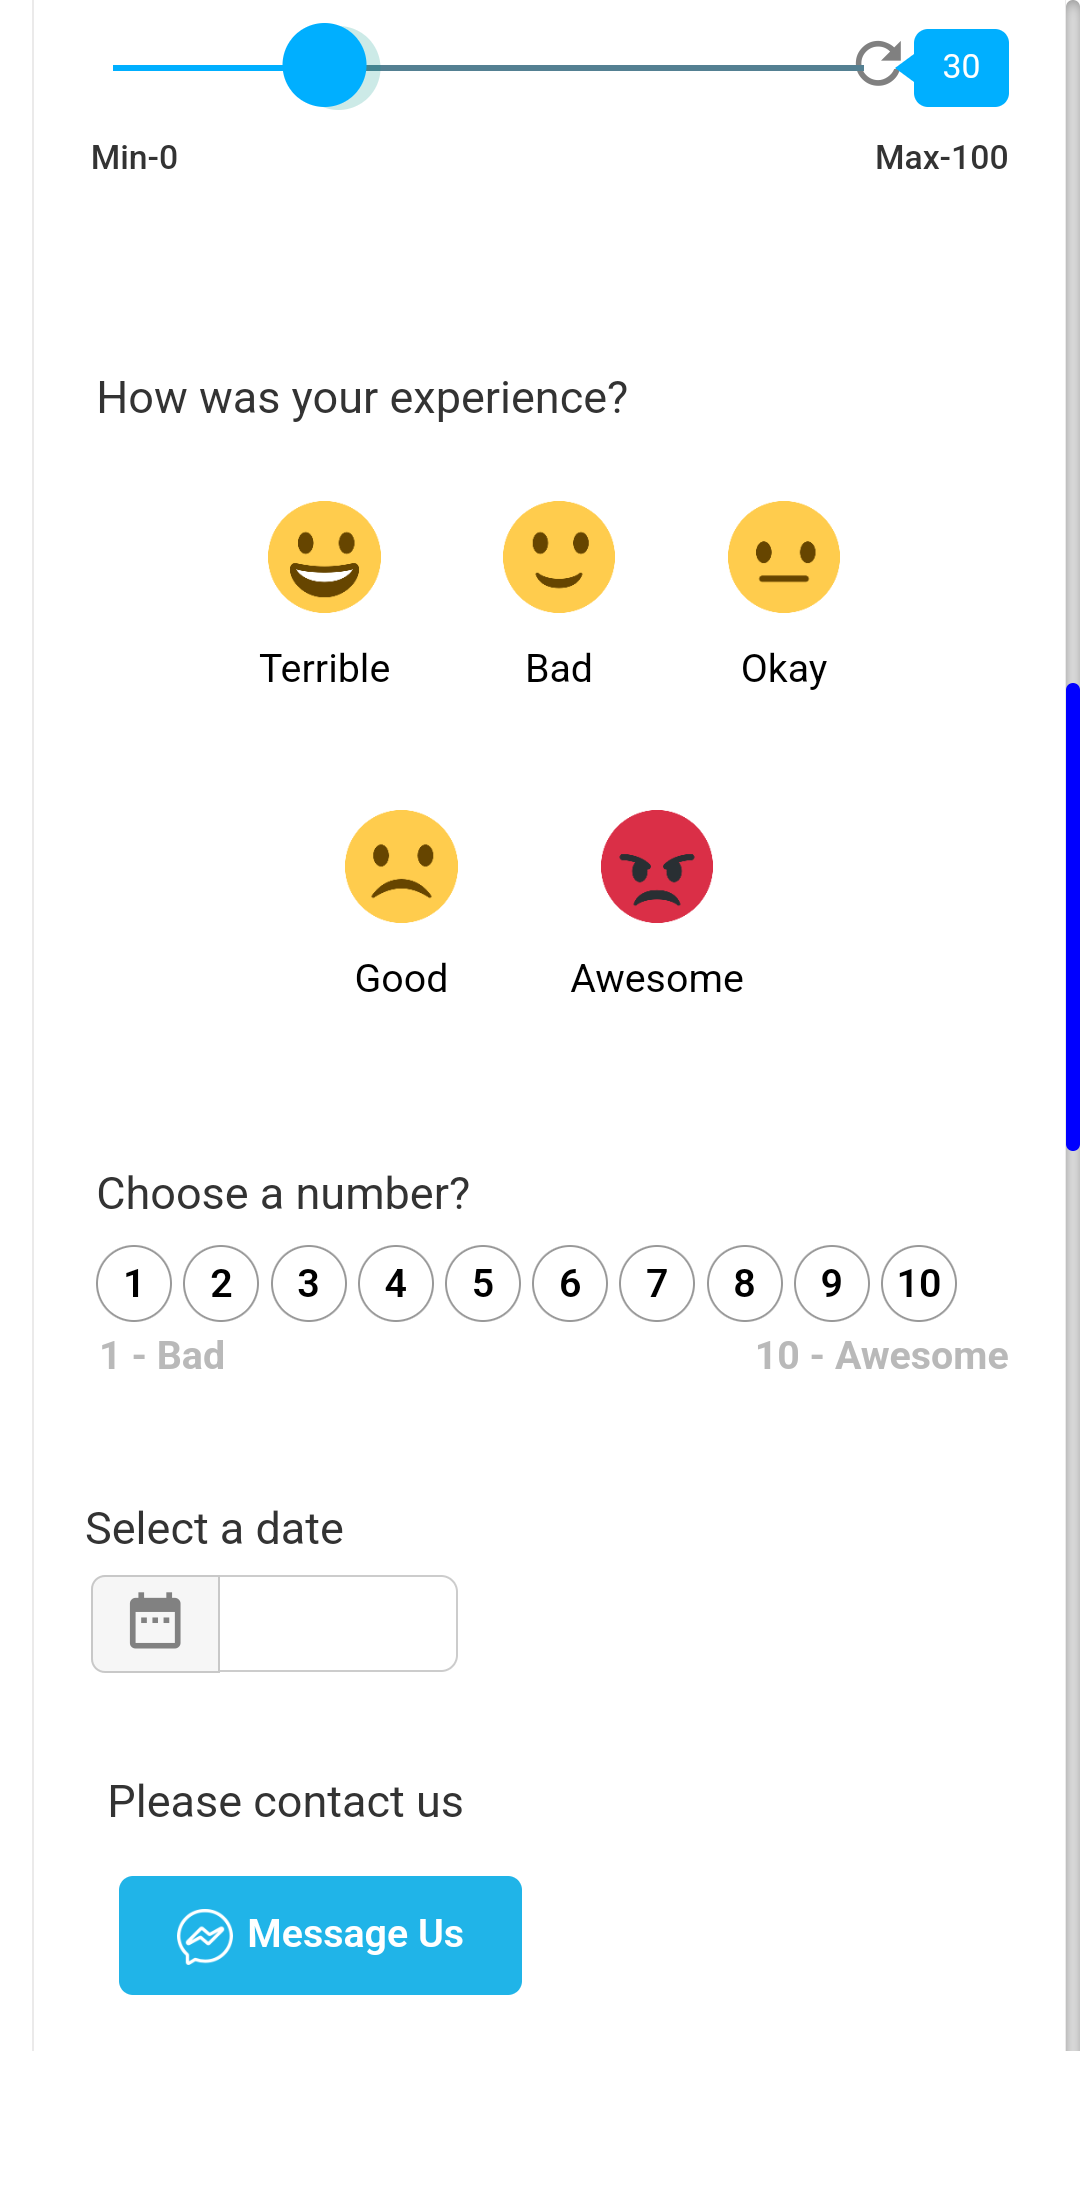 30
Min-0 Max-100
How was your experience?
Terrible Bad Okay
Good Awesome
Choose a number?
1 2 3 4 5 6 7 8 9 10
1 - Bad 10 - Awesome
Select a date
Please contact us
Message Us